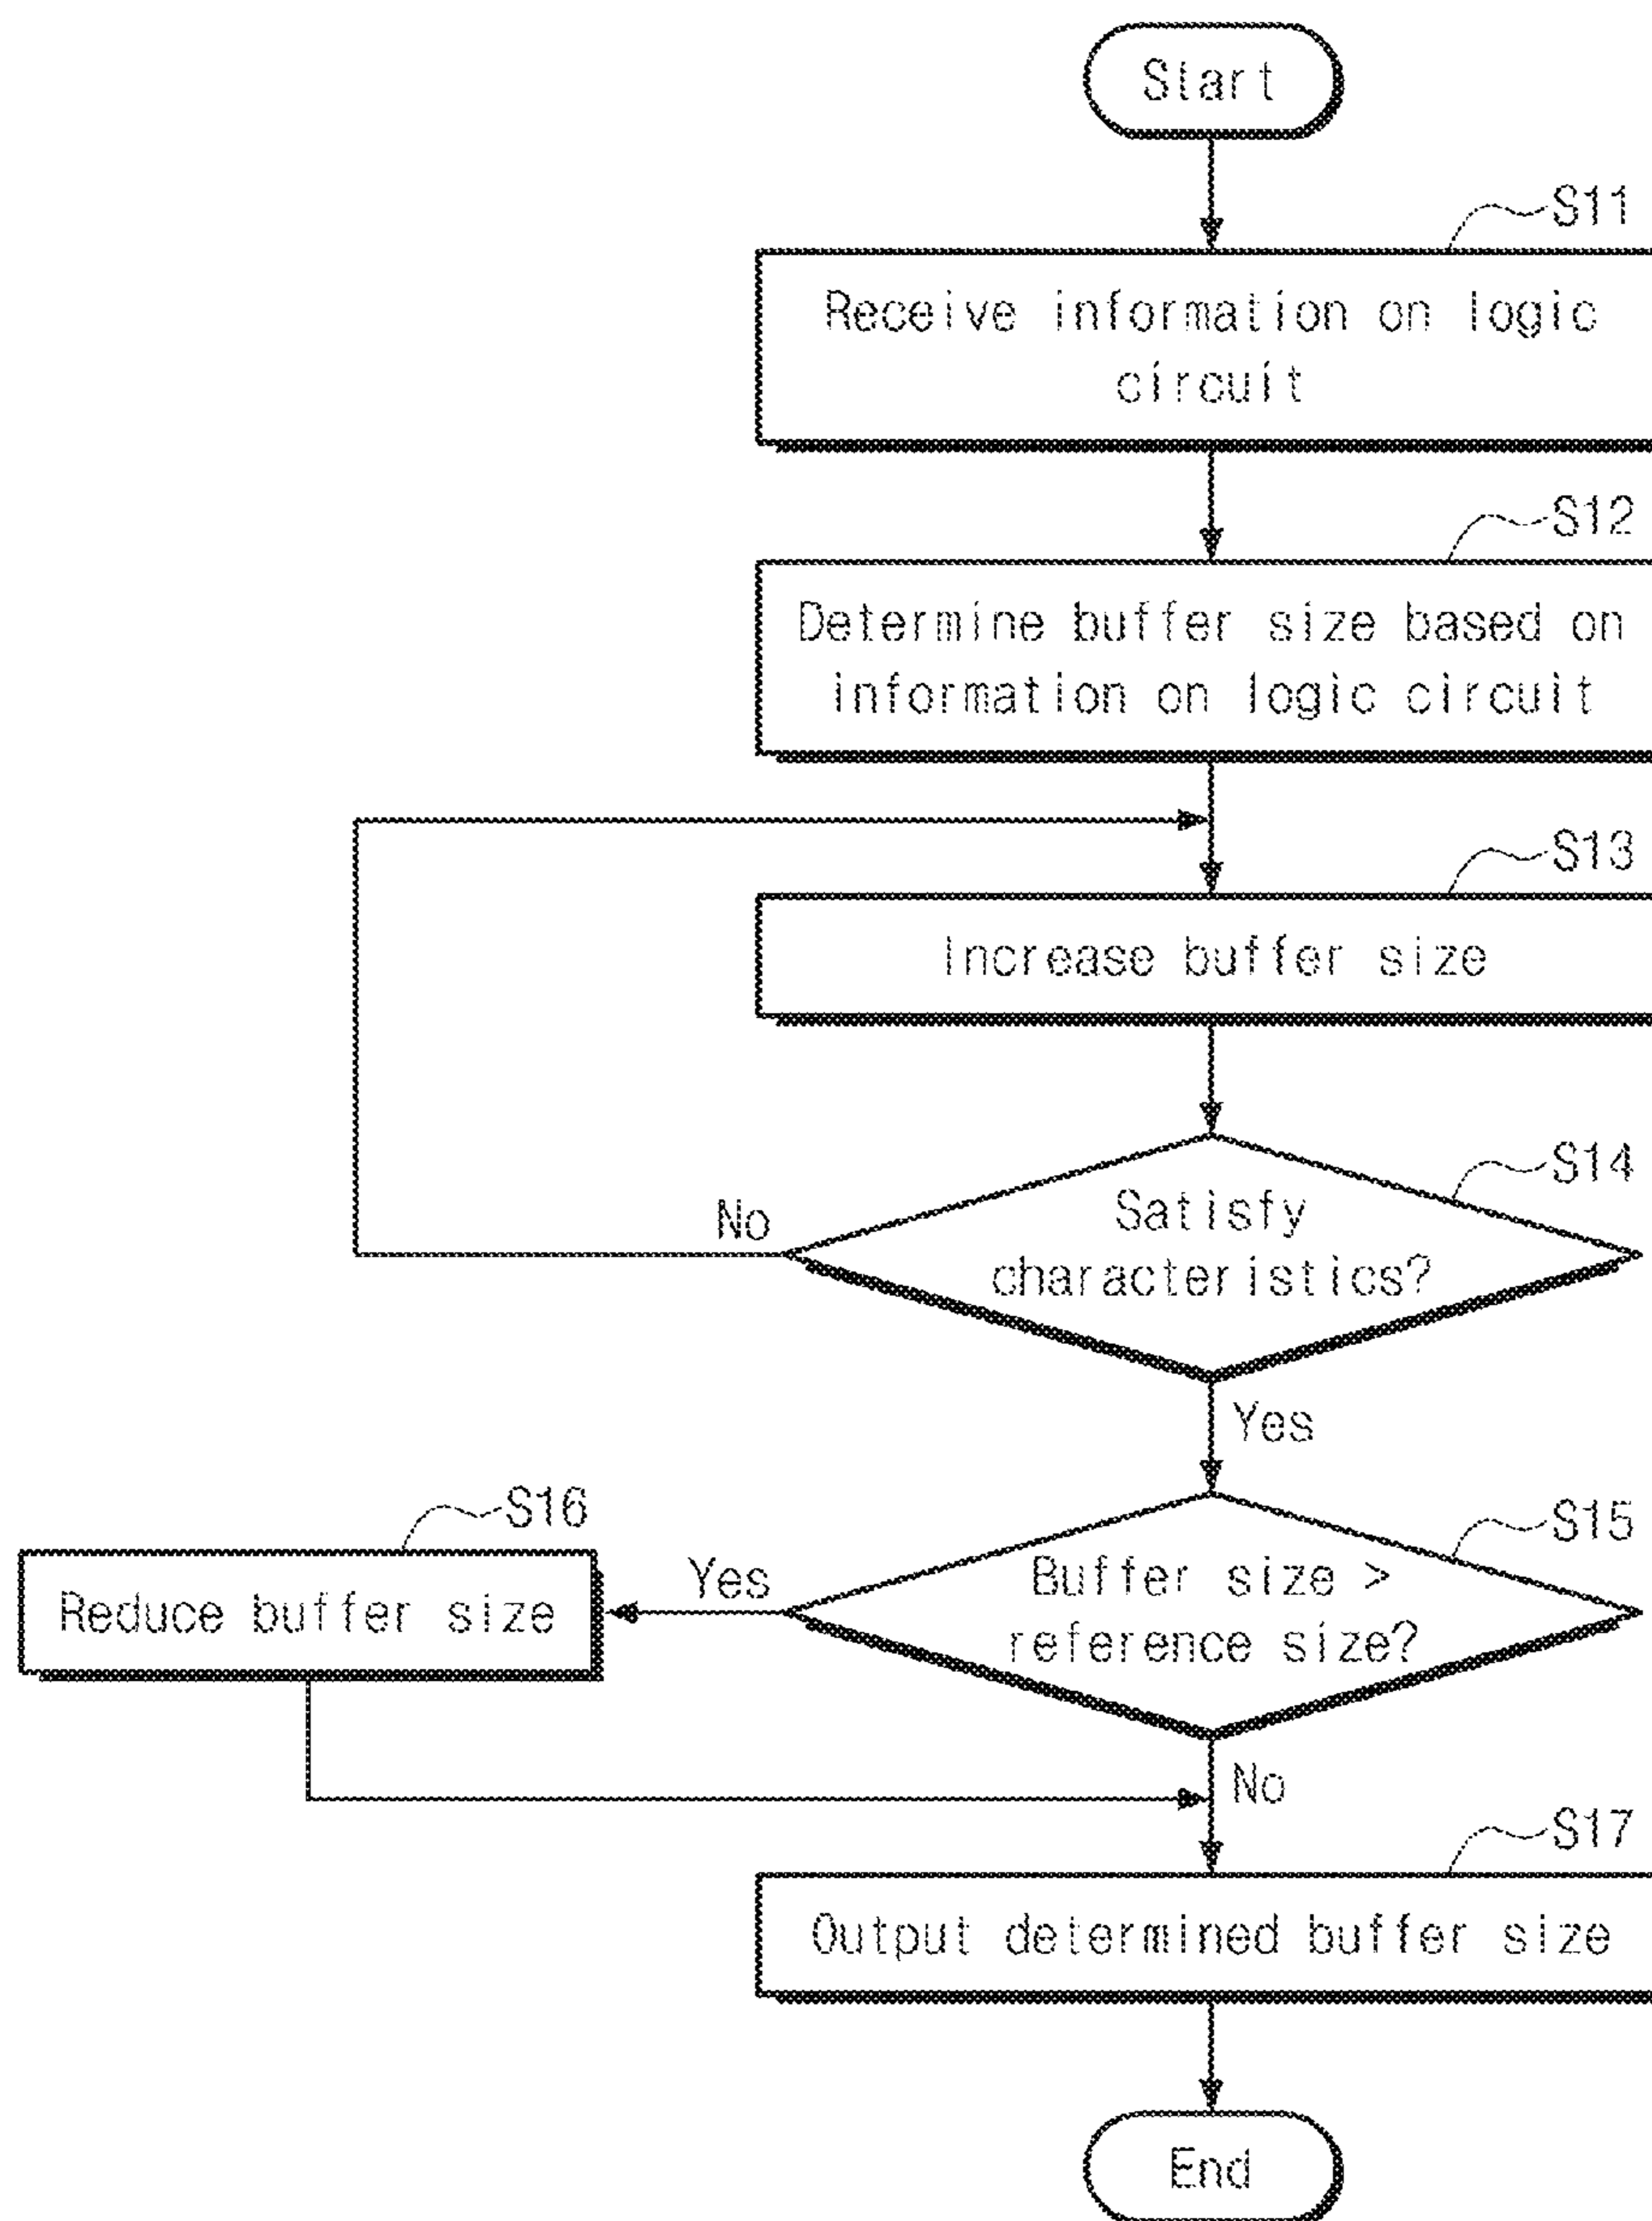 Start
S11
Receive information on logic
circuit
S12
Determine buffer size based on
information on logic circuit
S13
Increase buffer size
S14
Satisfy
characteristics?
No
Yes
S15
Buffer size >
reference size?
Yes
S16
Reduce buffer size
No
S17
Output determined buffer size
End